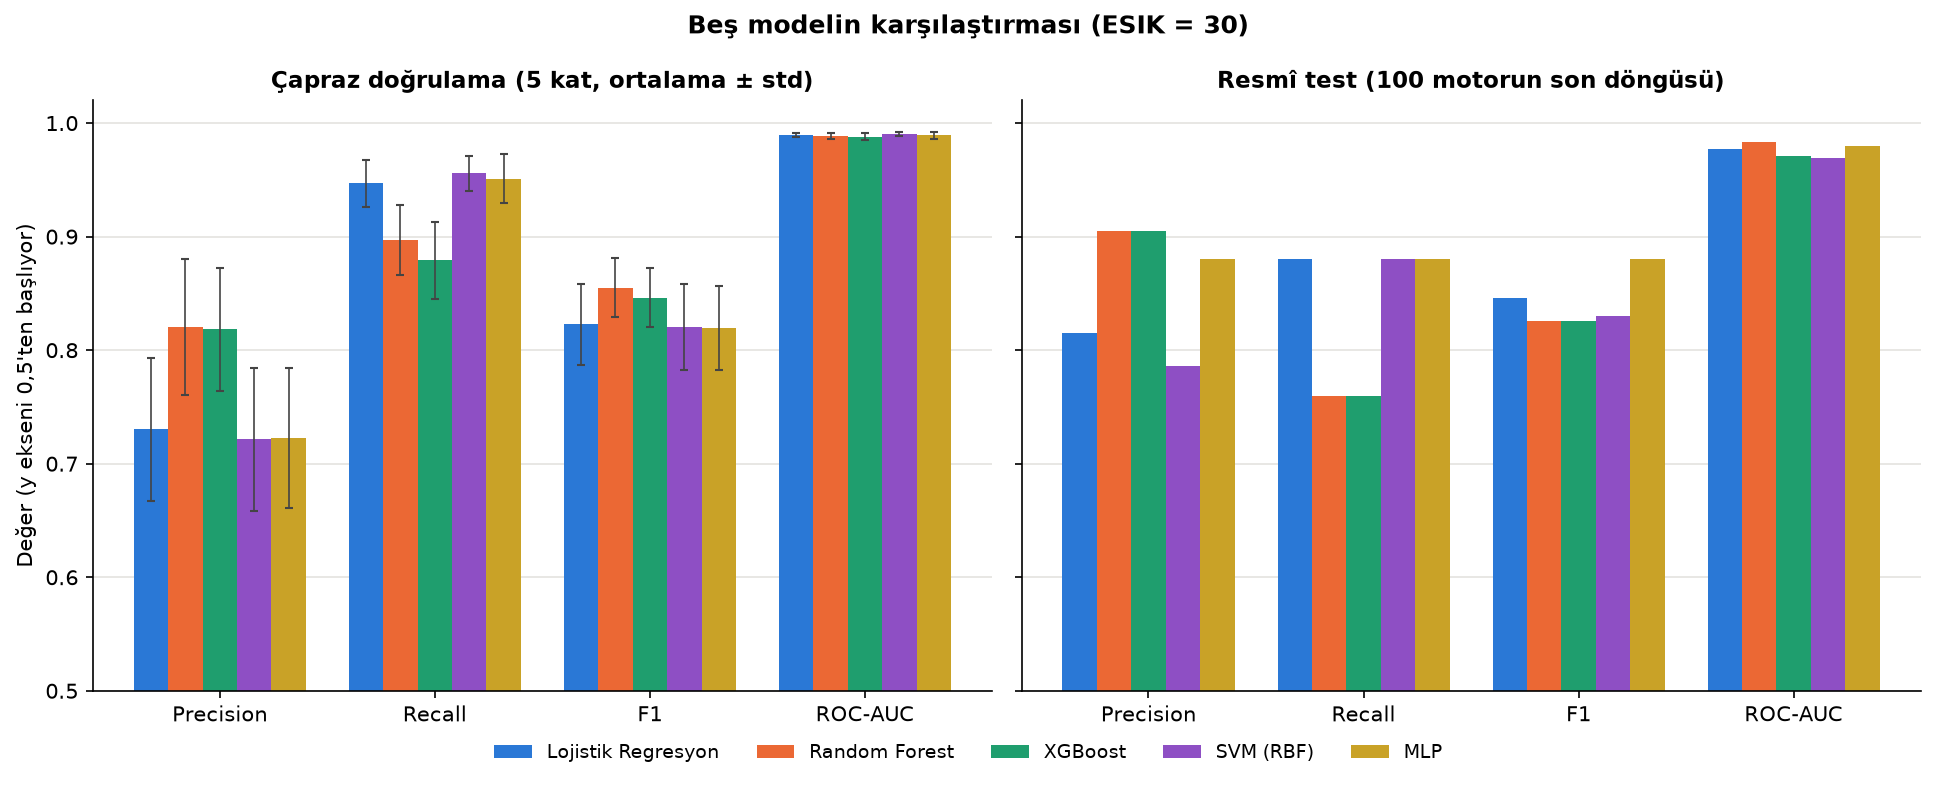 Beş modelin karşılaştırması (ESIK = 30)
Çapraz doğrulama (5 kat, ortalama ± std)
Değer (y ekseni 0,5'ten başlıyor)
1.0
0.9
0.8
0.7
0.6
0.5
Precision Recall F1 ROC-AUC
Resmî test (100 motorun son döngüsü)
Precision Recall F1 ROC-AUC
Lojistik Regresyon Random Forest XGBoost SVM (RBF) MLP